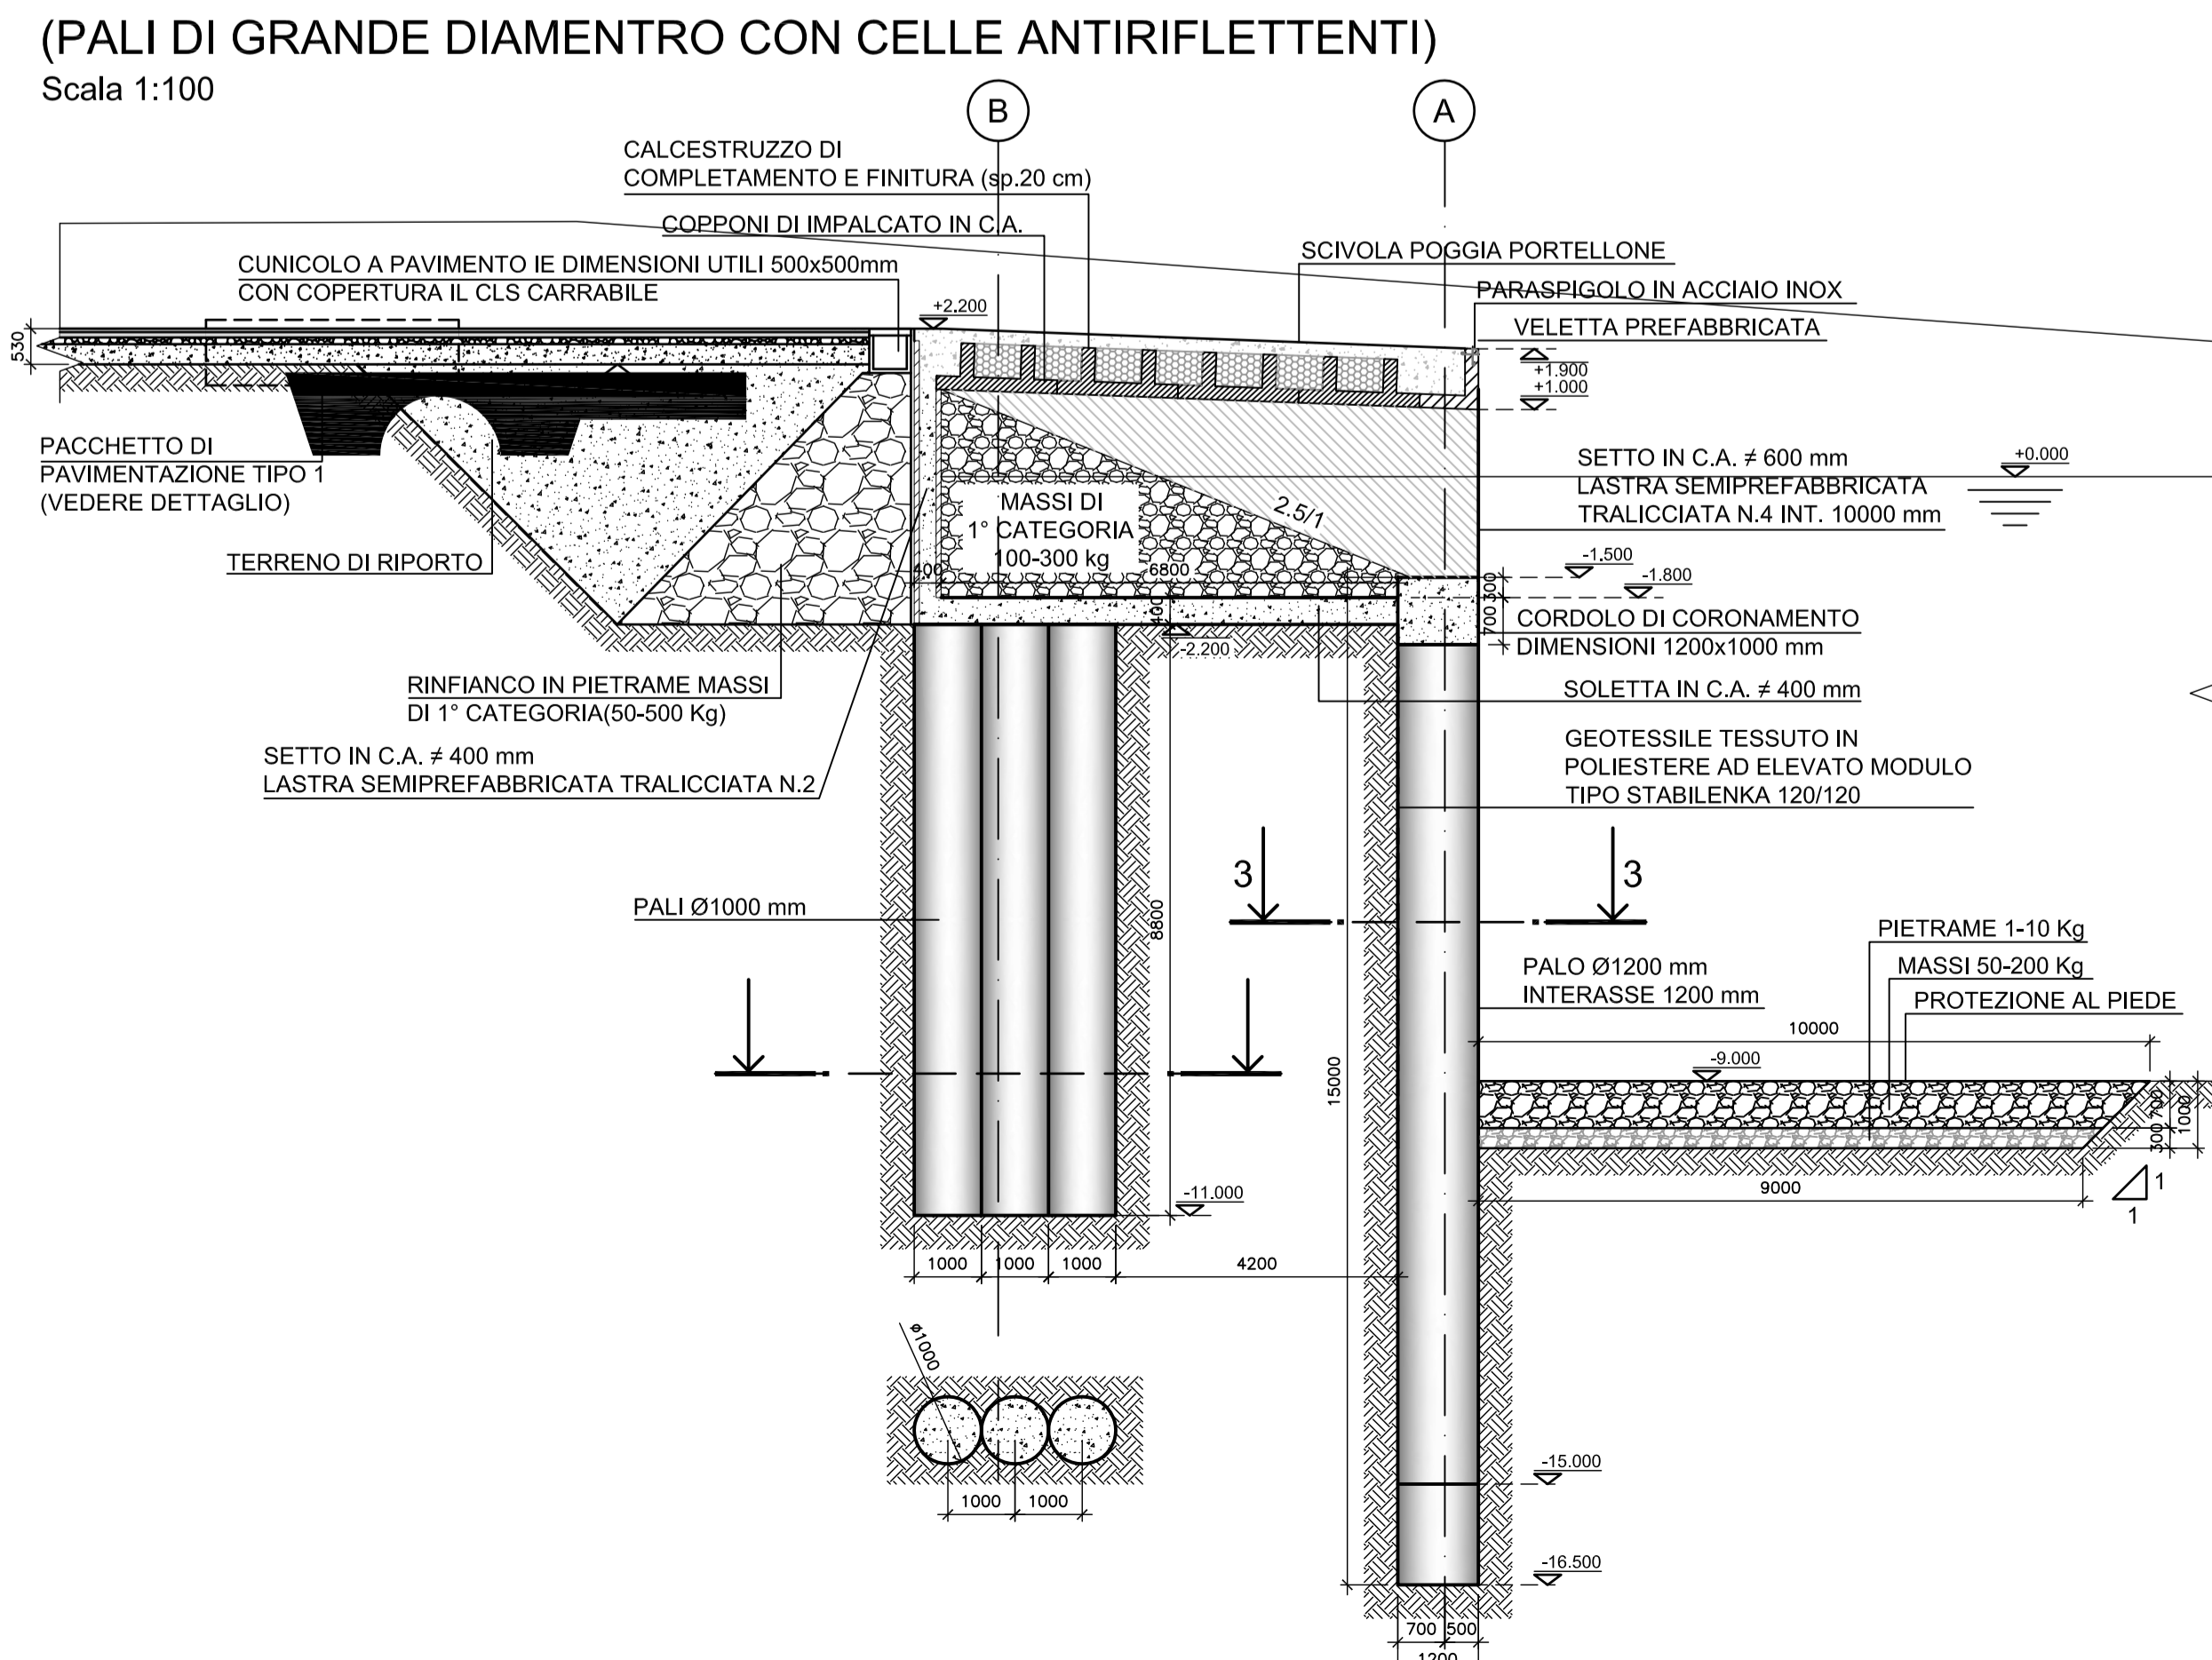 (PALI DI GRANDE DIAMENTRO CON CELLE ANTIRIFLETTENTI)
Scala 1:100
B
A
CALCESTRUZZO DI
COMPLETAMENTO E FINITURA (sp.20 cm)
COPPONI DI IMPALCATO IN C.A.
CUNICOLO A PAVIMENTO IE DIMENSIONI UTILI 500x500mm
CON COPERTURA IL CLS CARRABILE
SCIVOLA POGGIA PORTELLONE
PARASPIGOLO IN ACCIAIO INOX
VELETTA PREFABBRICATA
+2.200
530
+1.900
+1.000
PACCHETTO DI
PAVIMENTAZIONE TIPO 1
(VEDERE DETTAGLIO)
TERRENO DI RIPORTO
MASSI DI
1° CATEGORIA
100-300 kg
2.5/1
400
6800
400
SETTO IN C.A. ≠ 600 mm
LASTRA SEMIPREFABBRICATA
TRALICCIATA N.4 INT. 10000 mm
+0.000
-1.500
-1.800
300
700
CORDOLO DI CORONAMENTO
DIMENSIONI 1200x1000 mm
-2.200
RINFIANCO IN PIETRAME MASSI
DI 1° CATEGORIA(50-500 Kg)
SOLETTA IN C.A. ≠ 400 mm
SETTO IN C.A. ≠ 400 mm
LASTRA SEMIPREFABBRICATA TRALICCIATA N.2
GEOTESSILE TESSUTO IN
POLIESTERE AD ELEVATO MODULO
TIPO STABILENKA 120/120
3
3
PALI Ø1000 mm
8800
PIETRAME 1-10 Kg
MASSI 50-200 Kg
PROTEZIONE AL PIEDE
PALO Ø1200 mm
INTERASSE 1200 mm
10000
-9.000
15000
700
300
1000
9000
1
1
-11.000
1000
1000
1000
4200
ø1000
1000
1000
-15.000
-16.500
700
500
1200